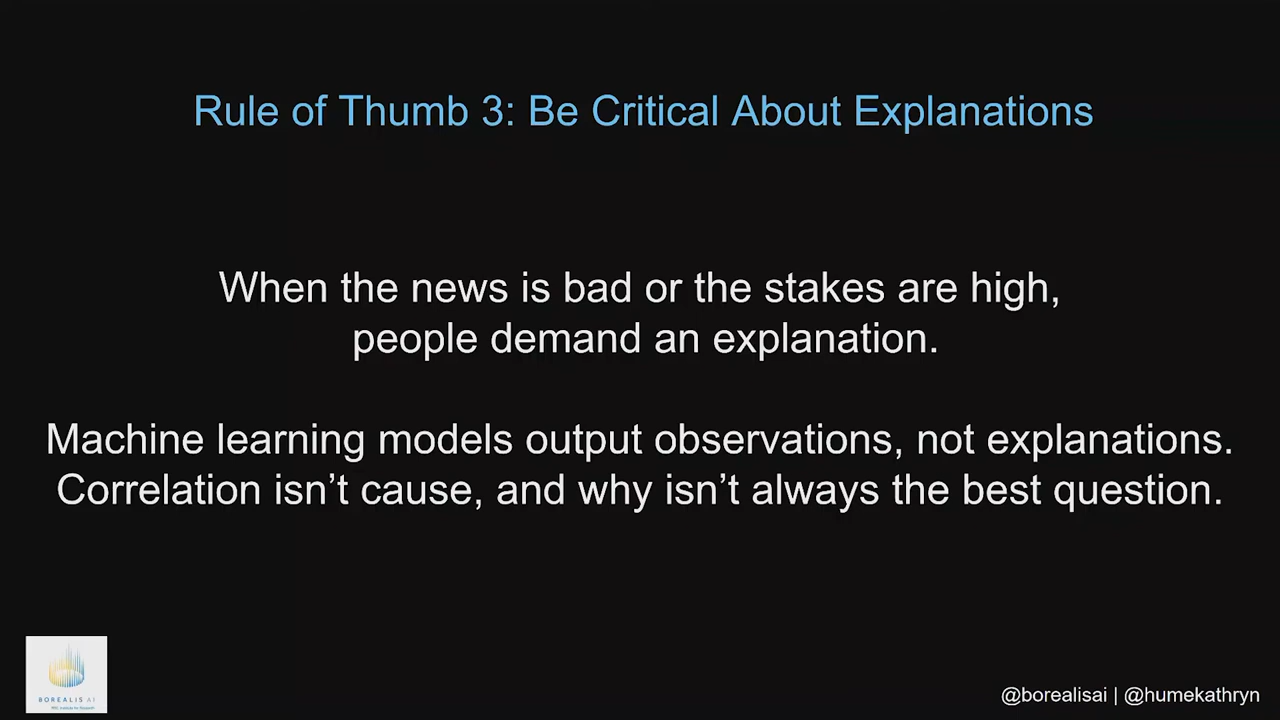 Rule of Thumb 3: Be Critical About Explanations
When the news is bad or the stakes are high,
people demand an explanation.
Machine learning models output observations, not explanations.
Correlation isn’t cause, and why isn’t always the best question.
BOREALIS AI
@borealisai | @humekathryn